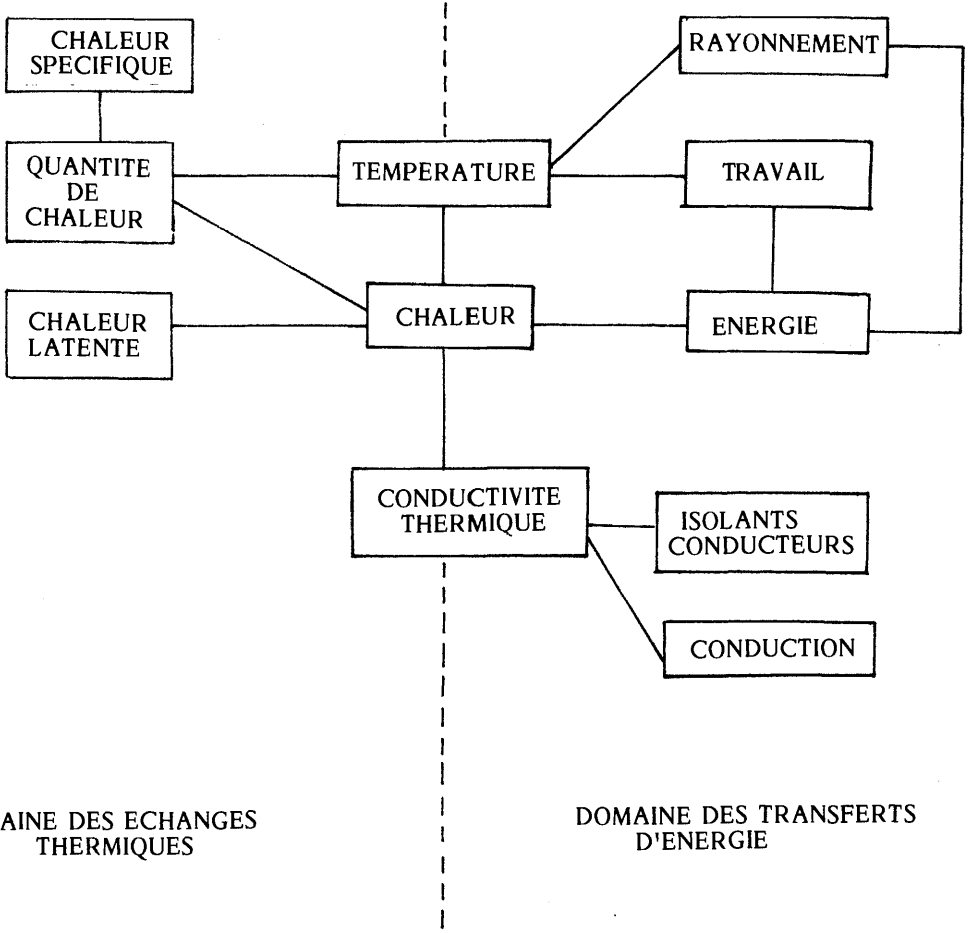 CHALEUR
SPECIFIQUE
RAYONNEMENT
QUANTITE
DE
CHALEUR
TEMPERATURE
TRAVAIL
CHALEUR
LATENTE
CHALEUR
ENERGIE
CONDUCTIVITE
THERMIQUE
ISOLANTS
CONDUCTEURS
CONDUCTION
AINE DES ECHANGES
THERMIQUES
DOMAINE DES TRANSFERTS
D'ENERGIE